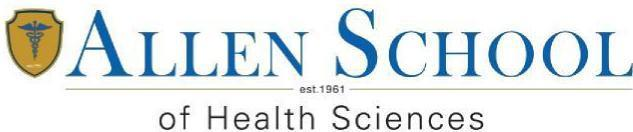 ALLEN SCHOOL
est.1961
of Health Sciences